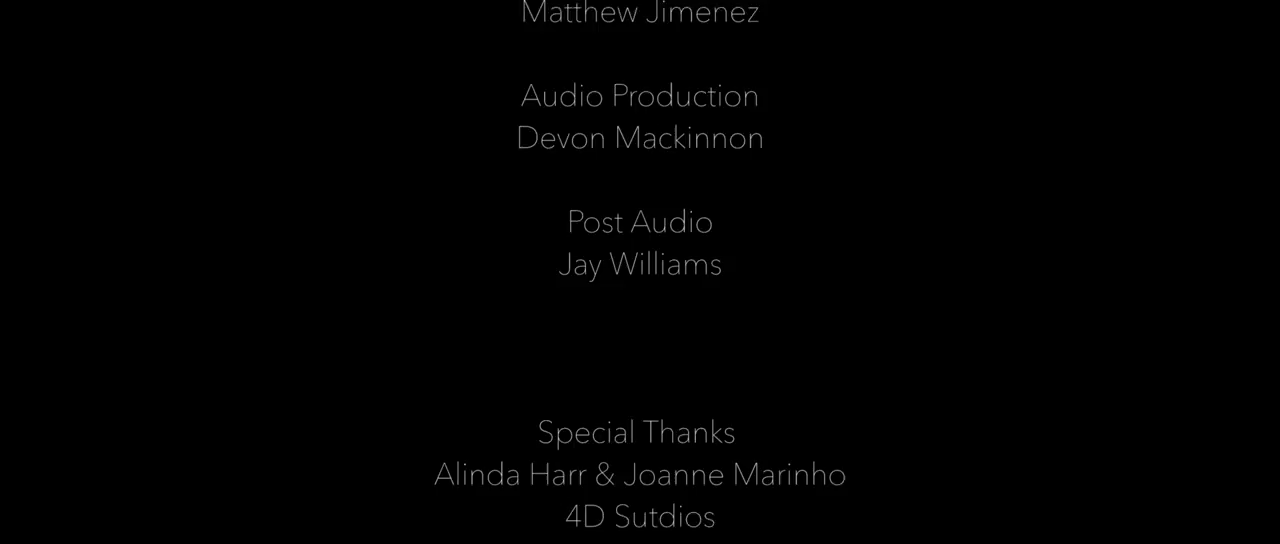 Matthew Jimenez
Audio Production
Devon Mackinnon
Post Audio
Jay Williams
Special Thanks
Alinda Harr & Joanne Marinho
4D Sutdios